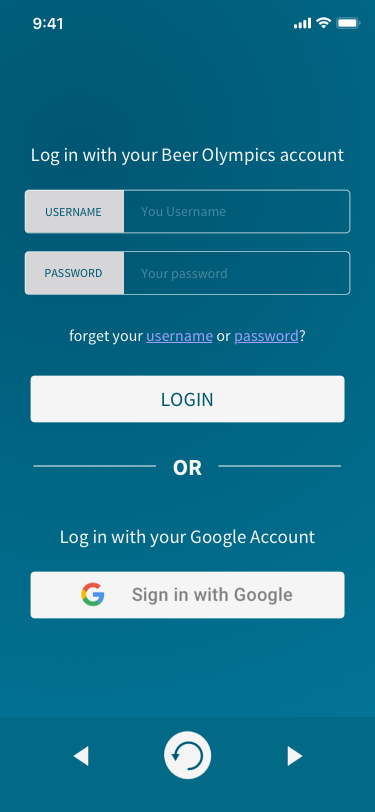 9:41
Log in with your Beer Olympics account
USERNAME You Username
PASSWORD Your password
forget your username or password?
LOGIN
OR
Log in with your Google Account
Sign in with Google